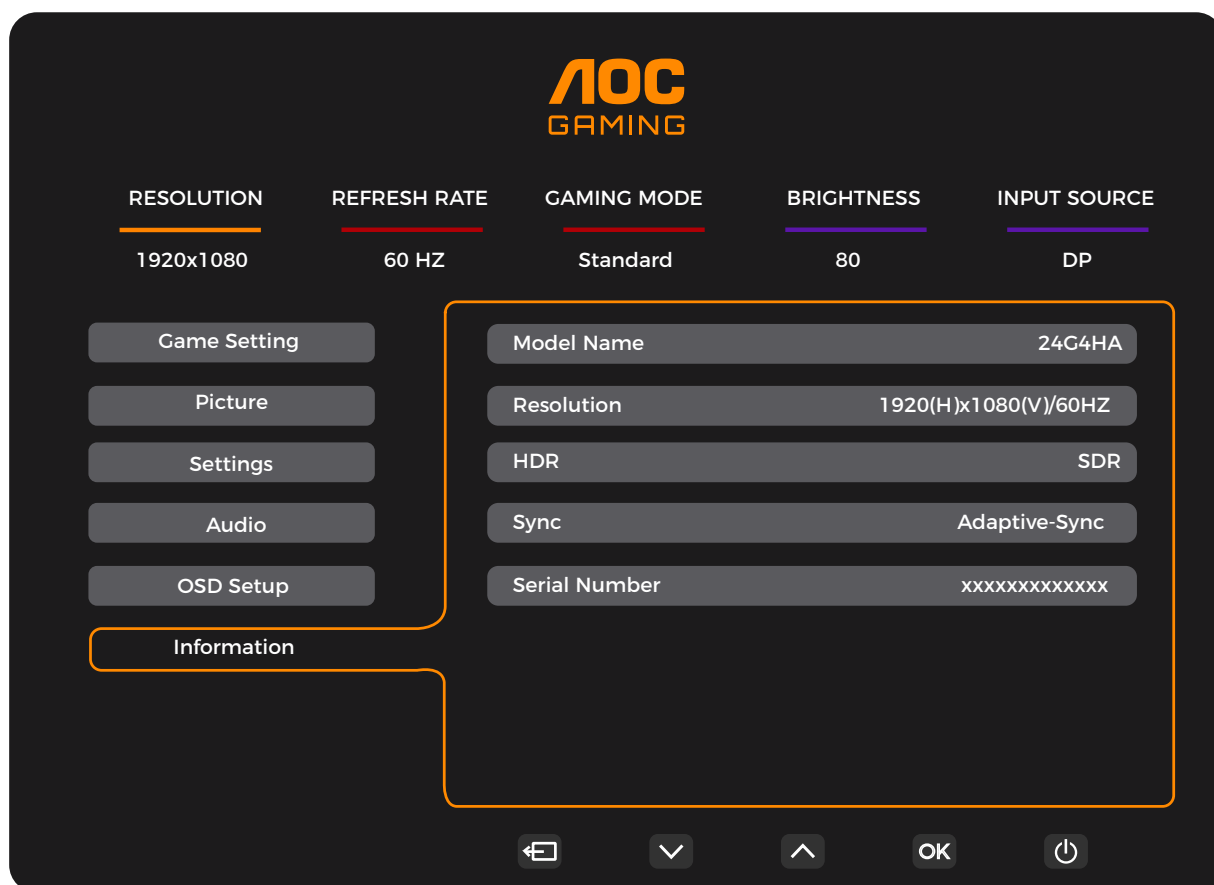 AOC
GAMING
RESOLUTION REFRESH RATE GAMING MODE BRIGHTNESS INPUT SOURCE
1920x1080 60 HZ Standard 80 DP
Game Setting Model Name 24G4HA
Picture Resolution 1920(H)x1080(V)/60HZ
Settings HDR SDR
Audio Sync Adaptive-Sync
OSD Setup Serial Number xxxxxxxxxxxxx
Information
OK